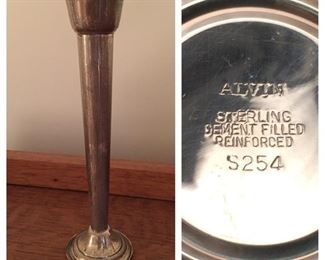 ALVIN
STERLING
CEMENT FILLED
REINFORCED
S254